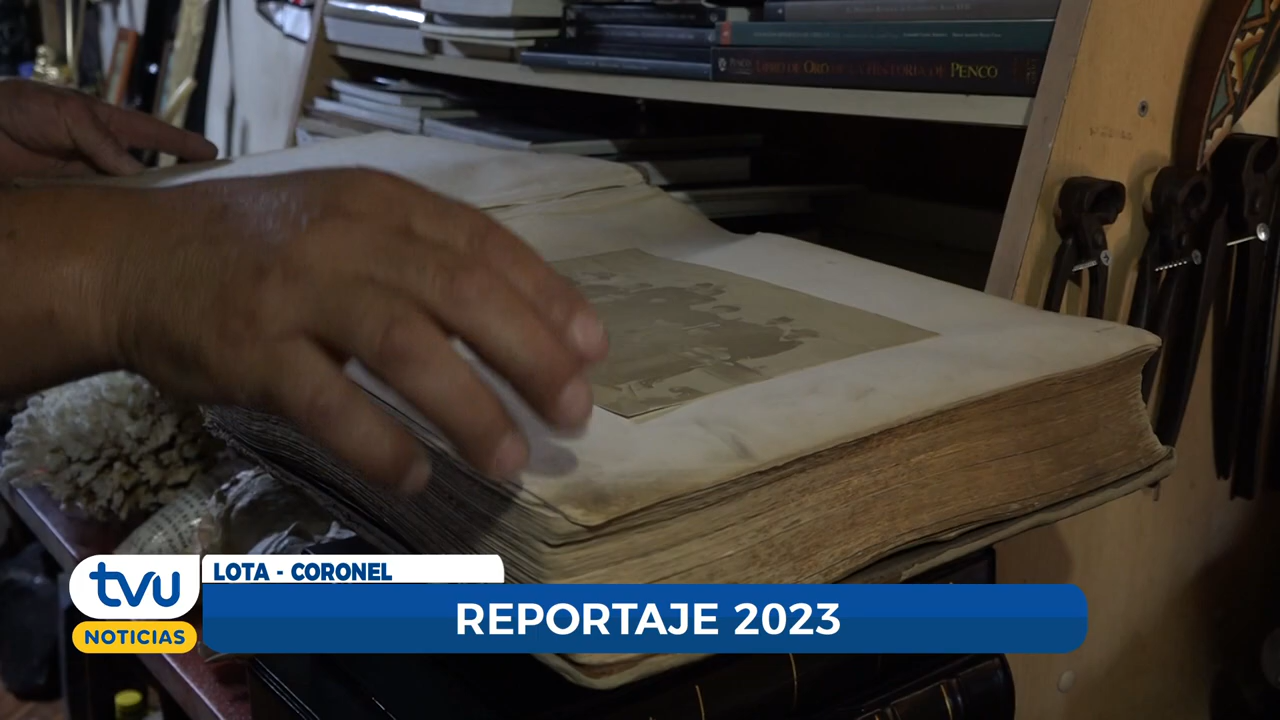 LIBRO DE ORO DE LA HISTORIA DE PENCO
tvu
NOTICIAS
LOTA - CORONEL
REPORTAJE 2023